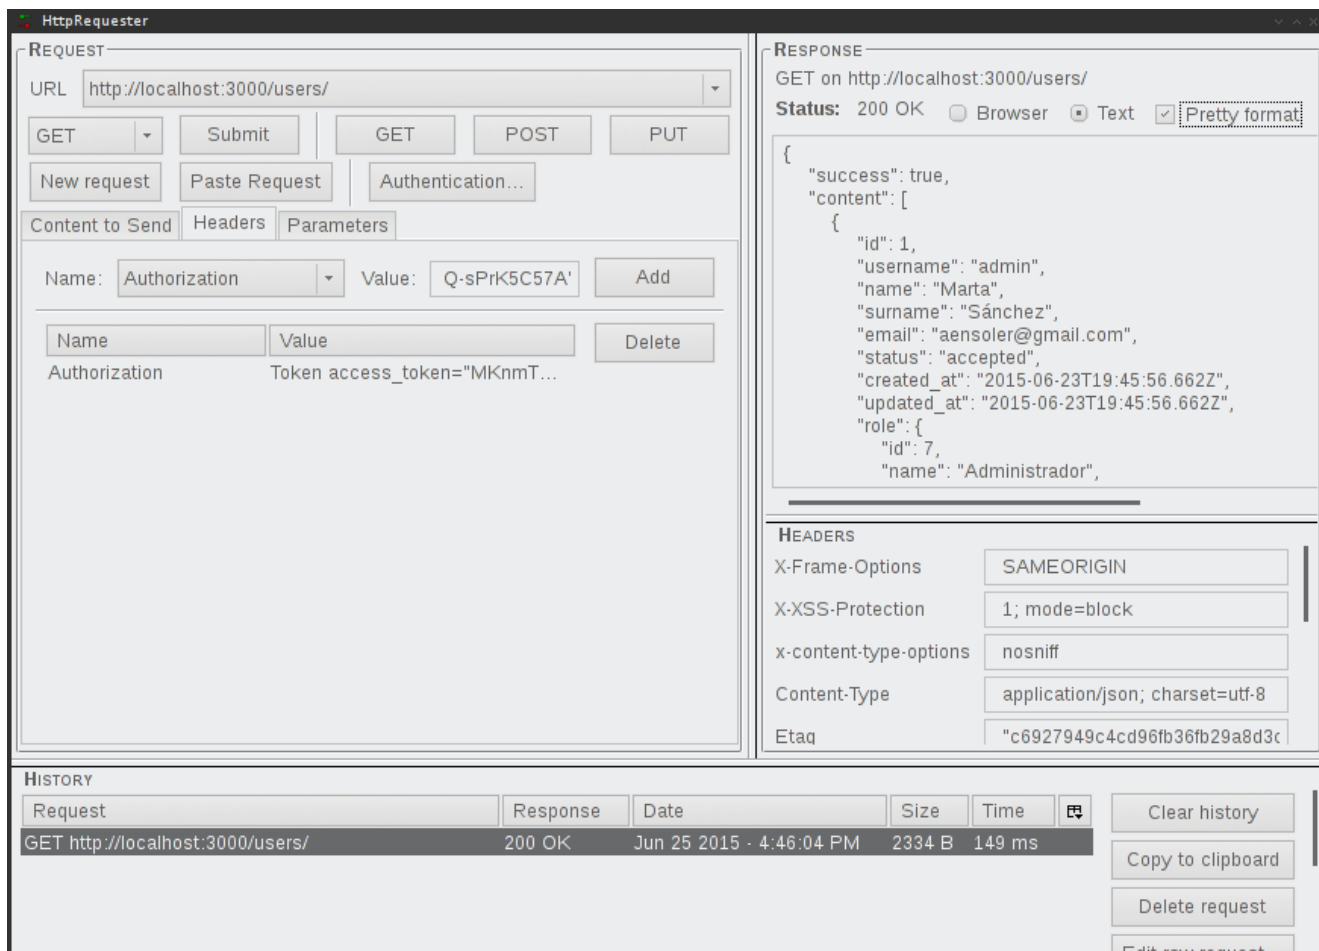 HttpRequester
REQUEST
URL http://localhost:3000/users/
GET Submit GET POST PUT
New request Paste Request Authentication...
Content to Send Headers Parameters
Name: Authorization Value: Q-sPrK5C57A' Add
Name Value Delete
Authorization Token access_token="MKnmT...
RESPONSE
GET on http://localhost:3000/users/
Status: 200 OK Browser Text Pretty format
{
"success": true,
"content": [
{
"id": 1,
"username": "admin",
"name": "Marta",
"surname": "Sánchez",
"email": "aensoler@gmail.com",
"status": "accepted",
"created_at": "2015-06-23T19:45:56.662Z",
"updated_at": "2015-06-23T19:45:56.662Z",
"role": {
"id": 7,
"name": "Administrador",
HEADERS
X-Frame-Options SAMEORIGIN
X-XSS-Protection 1; mode=block
x-content-type-options nosniff
Content-Type application/json; charset=utf-8
Etag "c6927949c4cd96fb36fb29a8d3c
HISTORY
Request Response Date Size Time
GET http://localhost:3000/users/ 200 OK Jun 25 2015 - 4:46:04 PM 2334 B 149 ms
Clear history
Copy to clipboard
Delete request
Edit raw request...